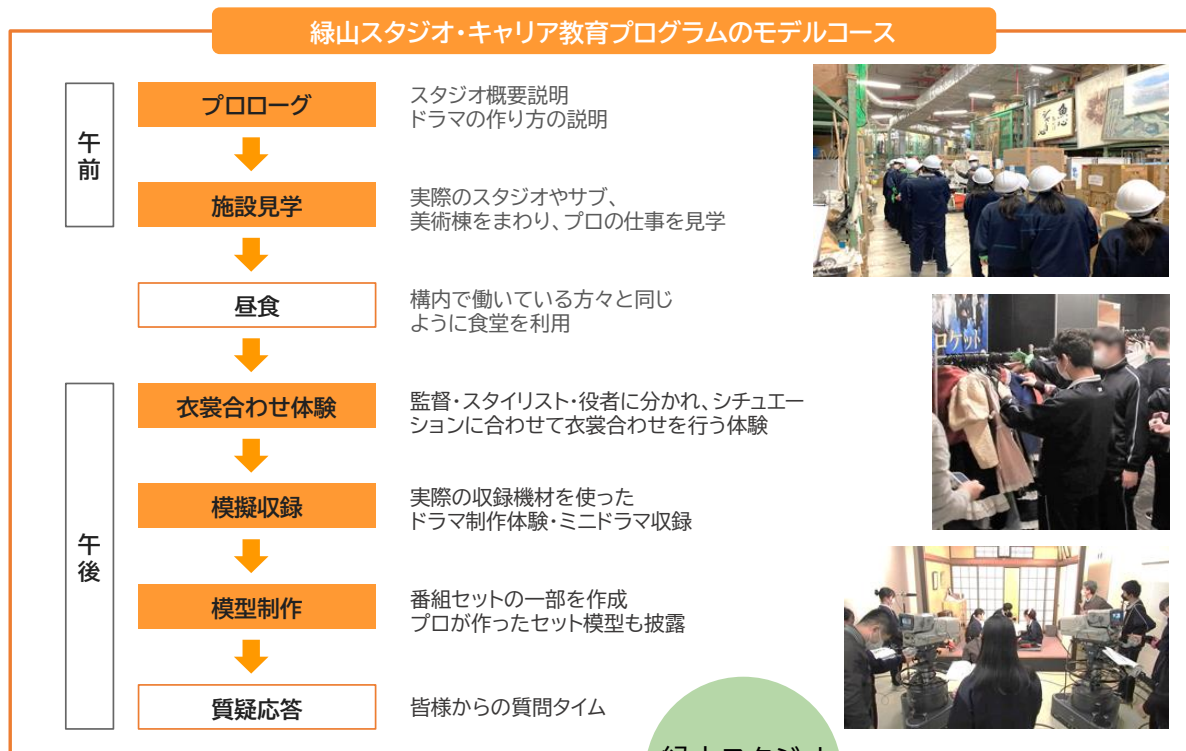 緑山スタジオ・キャリア教育プログラムのモデルコース
午前
プロローグ
スタジオ概要説明
ドラマの作り方の説明
施設見学
実際のスタジオやサブ、
美術棟をまわり、プロの仕事を見学
昼食
構内で働いている方々と同じ
ように食堂を利用
午後
衣裳合わせ体験
監督・スタイリスト・役者に分かれ、シチュエー
ションに合わせて衣裳合わせを行う体験
模擬収録
実際の収録機材を使った
ドラマ制作体験・ミニドラマ収録
模型制作
番組セットの一部を作成
プロが作ったセット模型も披露
質疑応答
皆様からの質問タイム
緑山スタジオ
ロケット